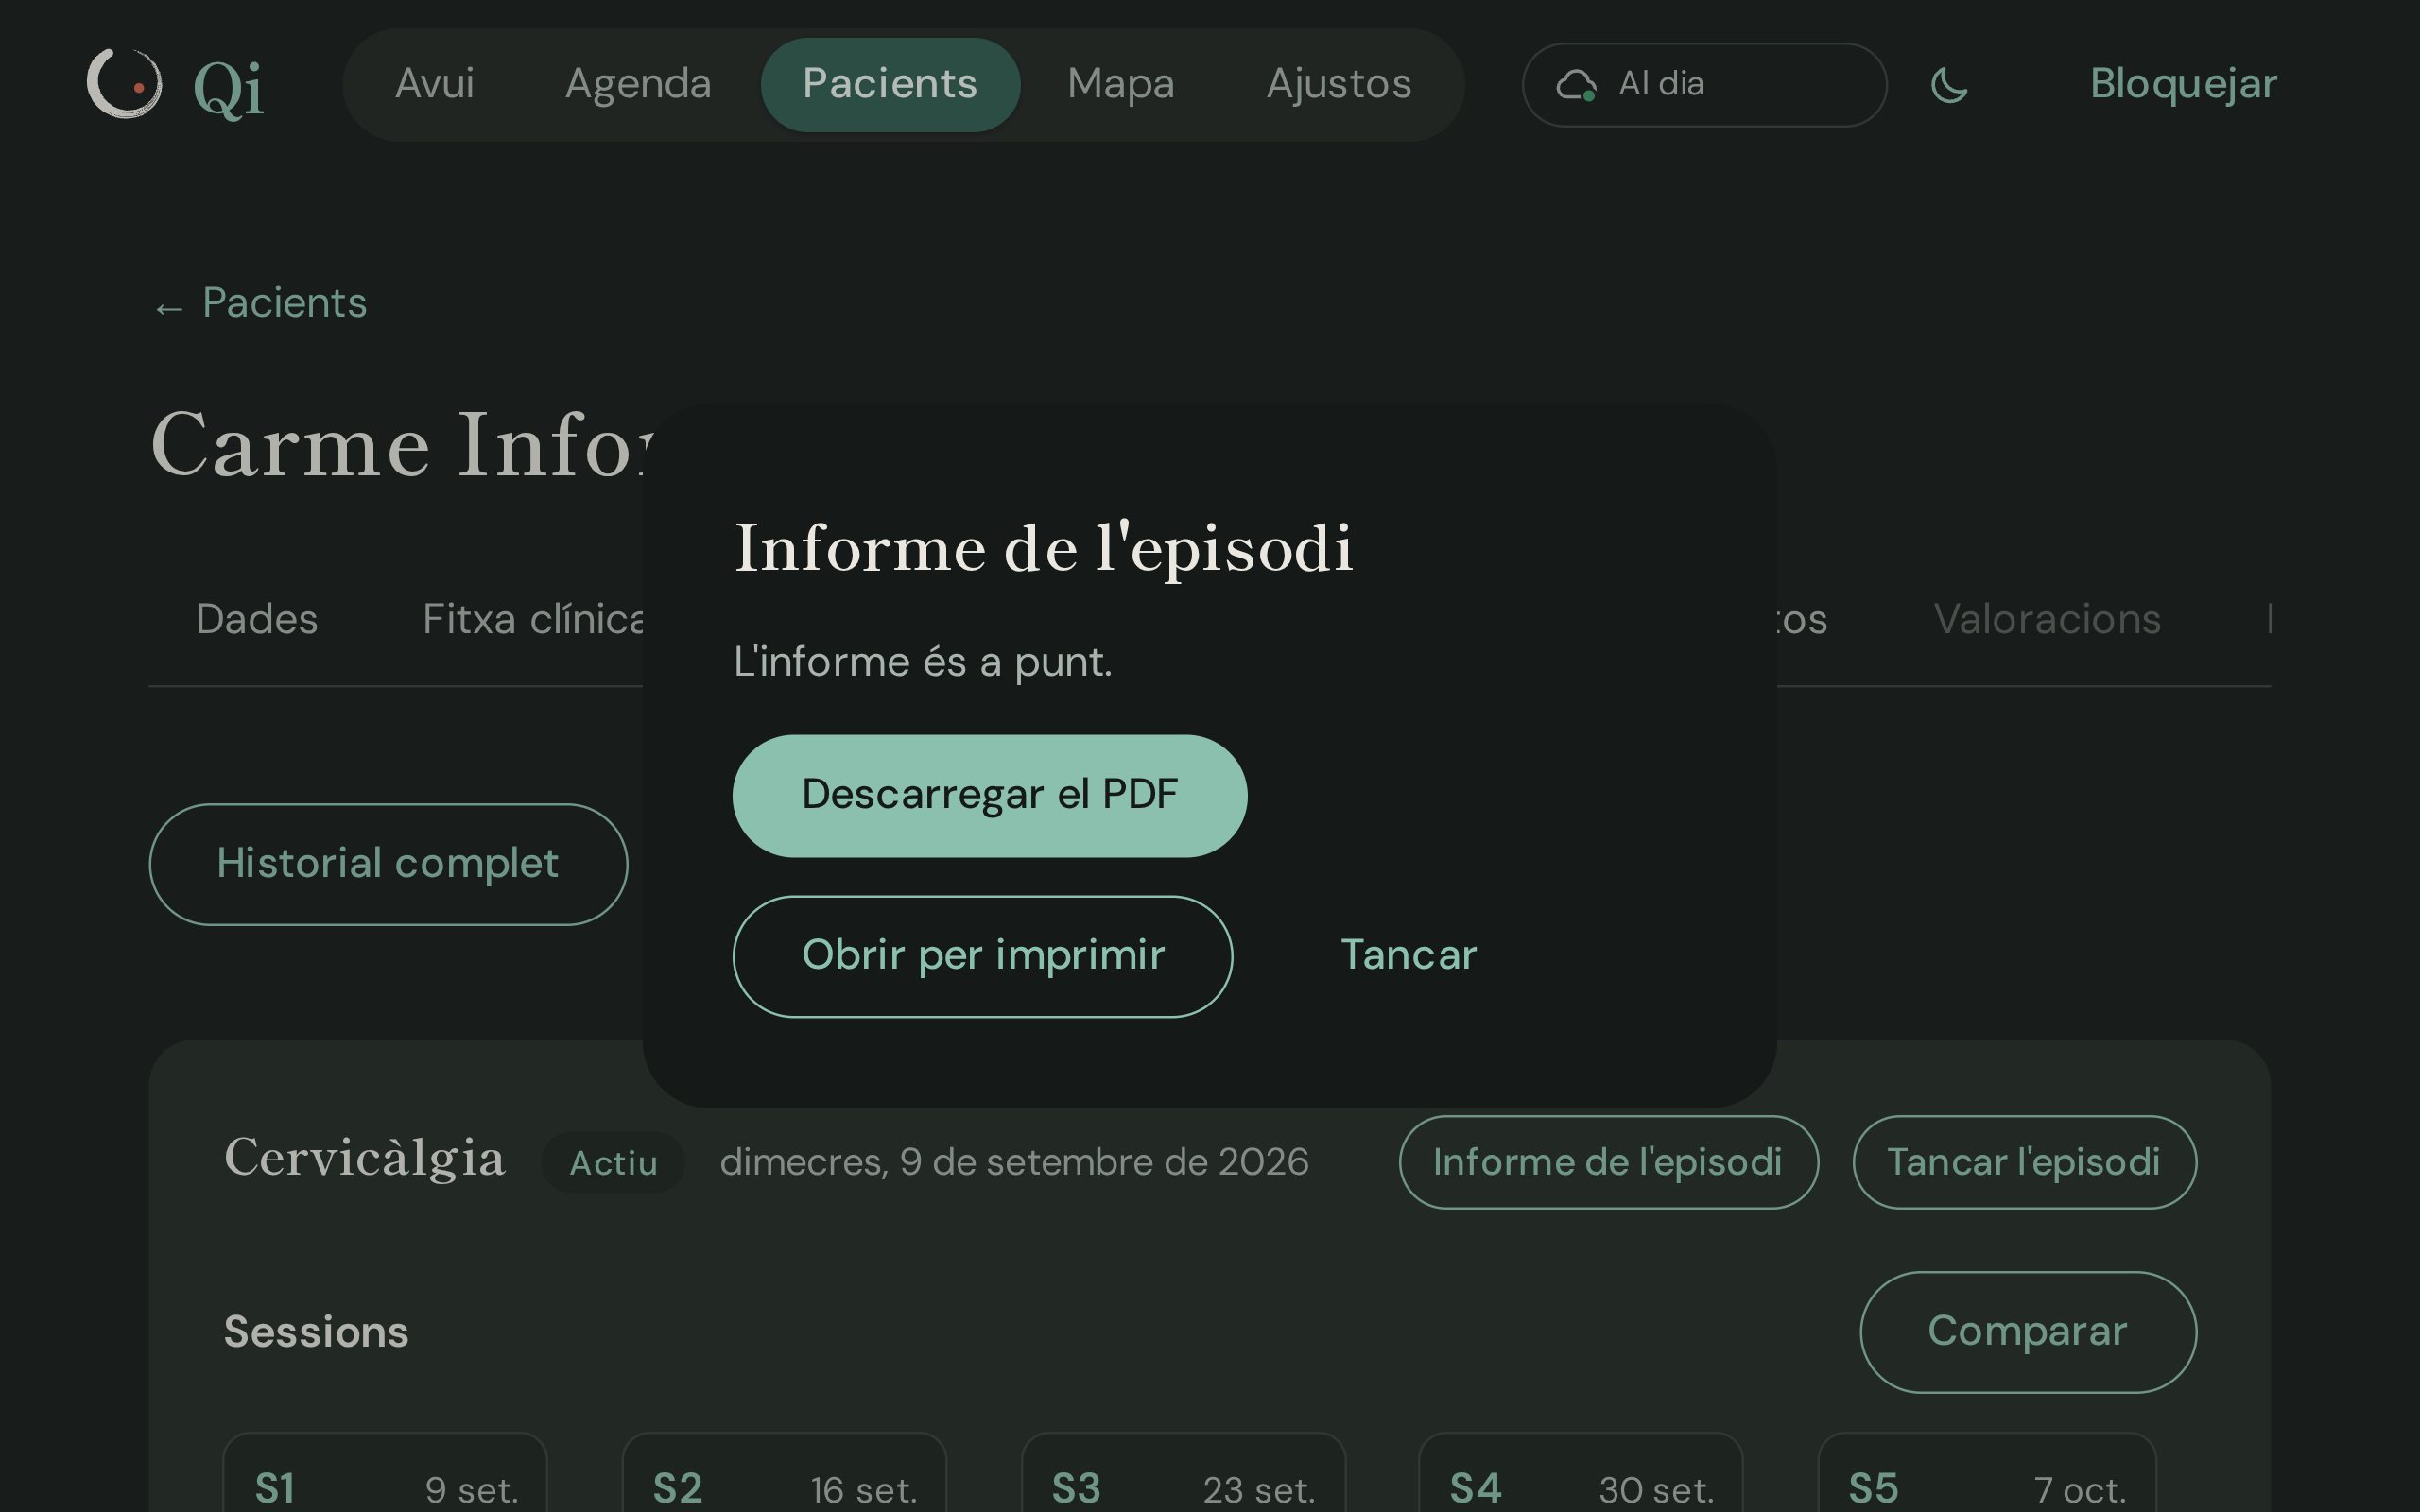 Qi
Avui
Agenda
Pacients
Mapa
Ajustos
Al dia
Bloquejar
← Pacients
Carme
Informe de l'episodi
Dades
Fitxa clínica
Valoracions
L'informe és a punt.
Descarregar el PDF
Historial complet
Obrir per imprimir
Tancar
Cervicàlgia
Actiu
dimecres, 9 de setembre de 2026
Informe de l'episodi
Tancar l'episodi
Sessions
Comparar
S1 9 set.
S2 16 set.
S3 23 set.
S4 30 set.
S5 7 oct.